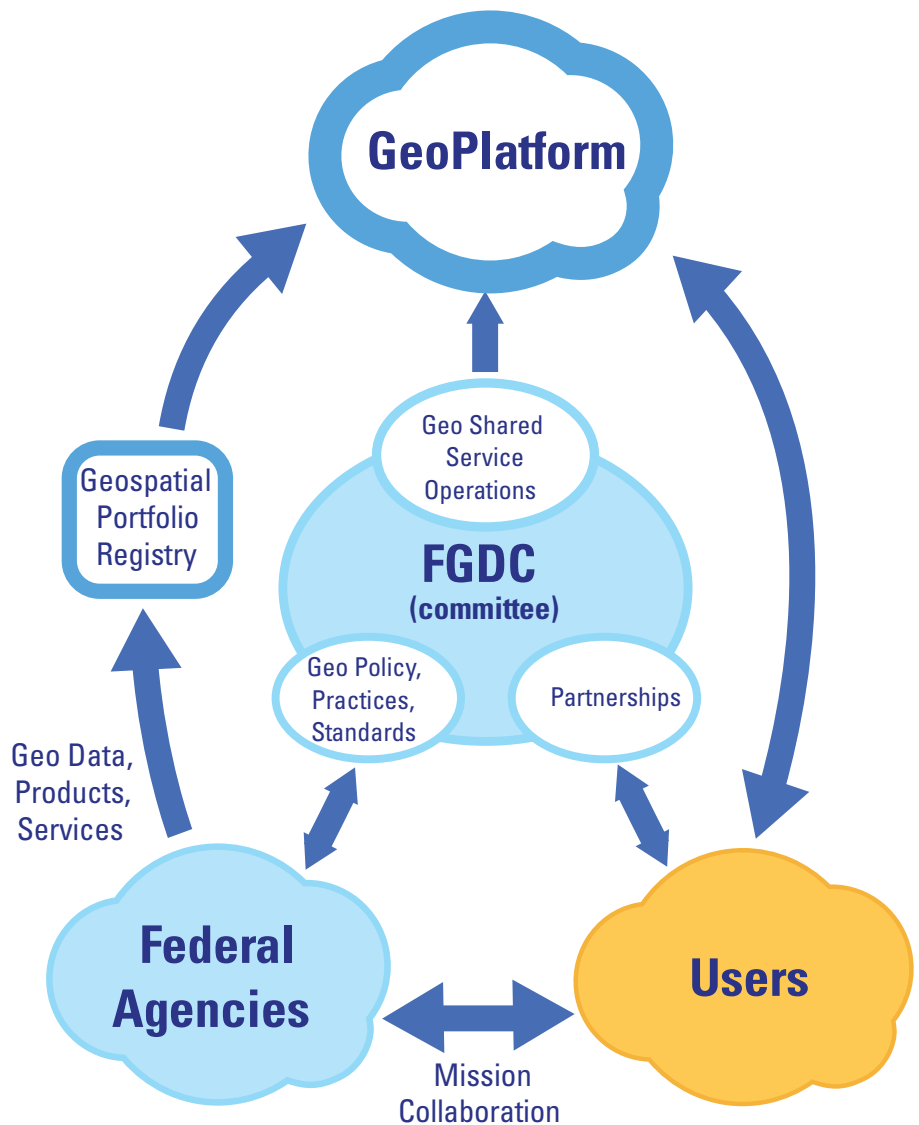 GeoPlatform
Geo Shared
Service
Operations
Geospatial
Portfolio
Registry
FGDC
(committee)
Geo Policy,
Practices,
Standards
Partnerships
Geo Data,
Products,
Services
Federal
Agencies
Users
Mission
Collaboration